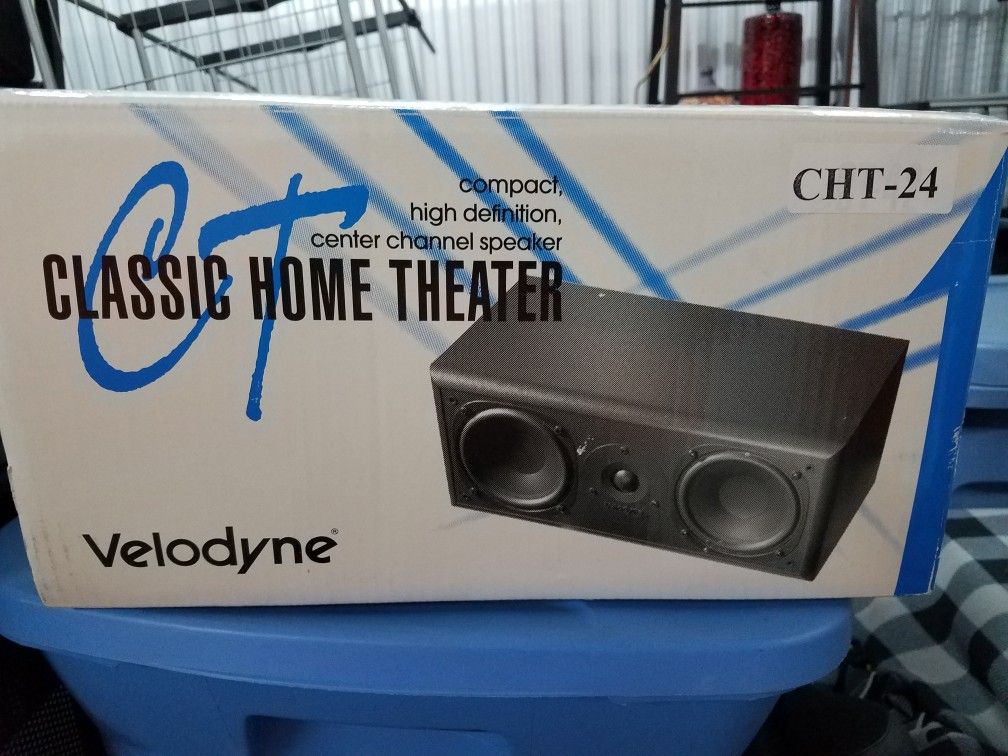 CHT-24
CT
compact,
high definition,
center channel speaker
CLASSIC HOME THEATER
Velodyne®